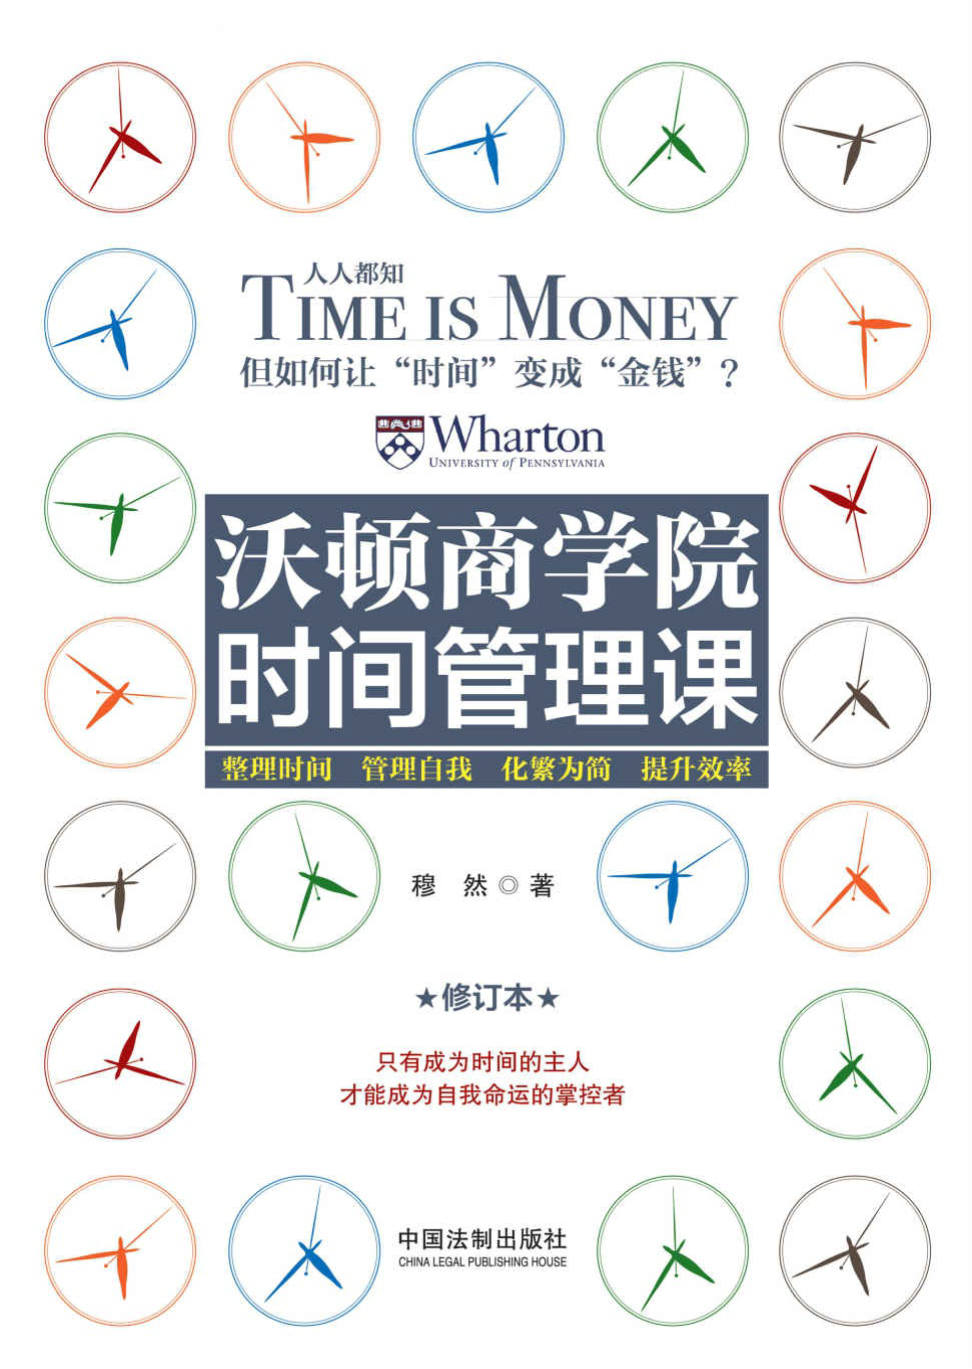 人人都知
TIME IS MONEY
但如何让“时间”变成“金钱”?
Wharton
UNIVERSITY of PENNSYLVANIA
沃顿商学院
时间管理课
整理时间 管理自我 化繁为简 提升效率
穆 然◎著
★修订本★
只有成为时间的主人
才能成为自我命运的掌控者
中国法制出版社
CHINA LEGAL PUBLISHING HOUSE